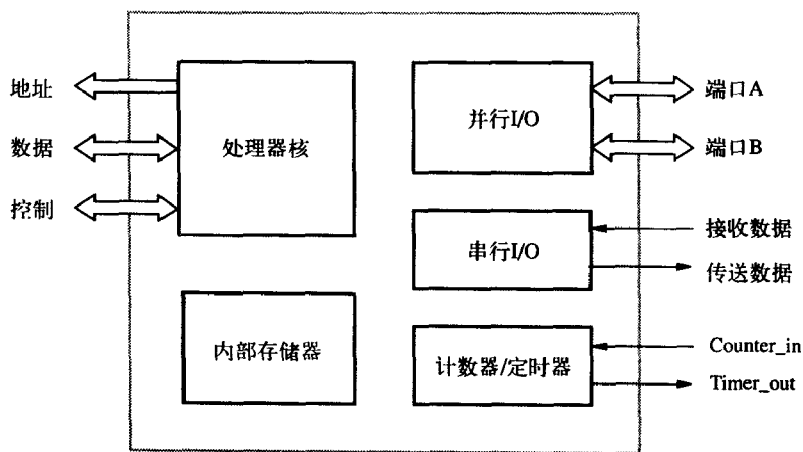 地址
数据
控制
处理器核
内部存储器
并行I/O
端口A
端口B
串行I/O
接收数据
传送数据
计数器/定时器
Counter_in
Timer_out